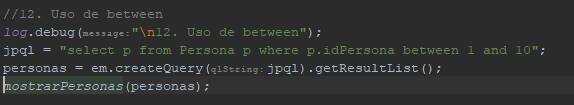 //12. Uso de between
log.debug(message:"\n12. Uso de between");
jpql = "select p from Persona p where p.idPersona between 1 and 10";
personas = em.createQuery(qlString:jpql).getResultList();
mostrarPersonas(personas);